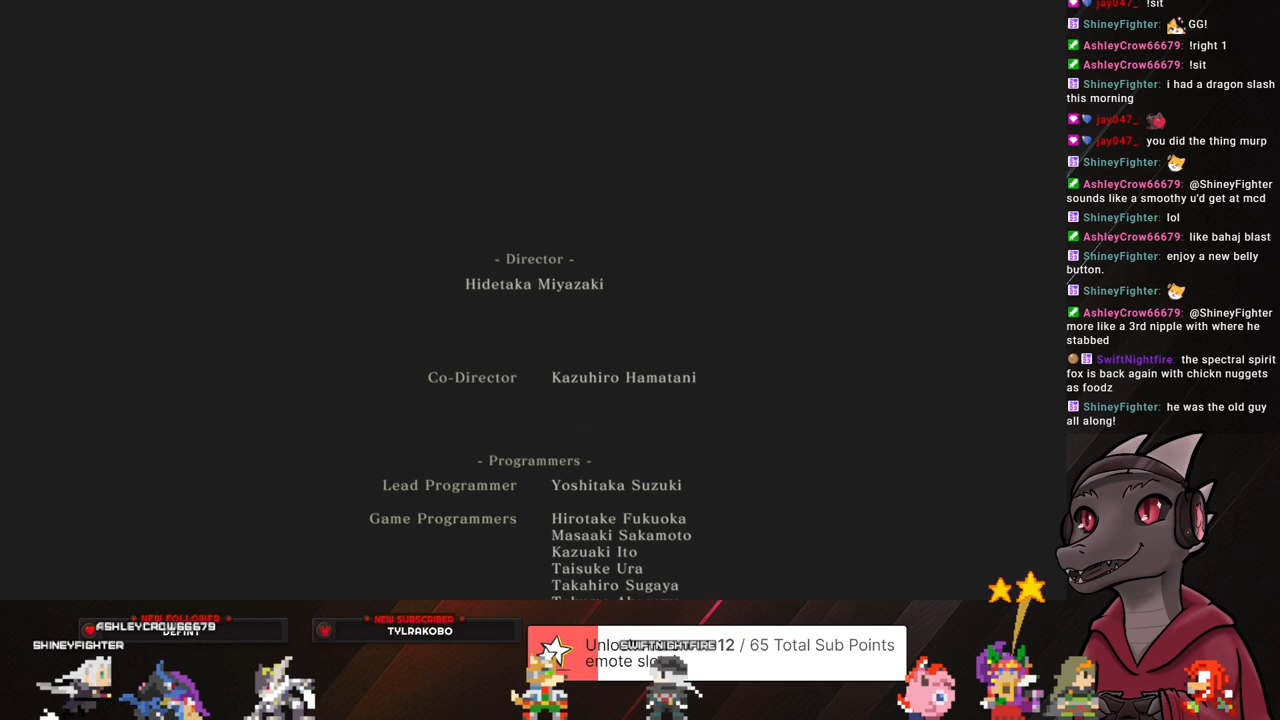 - Director -
Hidetaka Miyazaki
Co-Director Kazuhiro Hamatani
- Programmers -
Lead Programmer Yoshitaka Suzuki
Game Programmers Hirotake Fukuoka
Masaaki Sakamoto
Kazuaki Ito
Taisuke Ura
Takahiro Sugaya
jay047_: !sit
ShineyFighter: GG!
AshleyCrow66679: !right 1
AshleyCrow66679: !sit
ShineyFighter: i had a dragon slash
this morning
jay047_:
jay047_: you did the thing murp
ShineyFighter:
AshleyCrow66679: @ShineyFighter
sounds like a smoothy u'd get at mcd
ShineyFighter: lol
AshleyCrow66679: like bahaj blast
ShineyFighter: enjoy a new belly
button.
ShineyFighter:
AshleyCrow66679: @ShineyFighter
more like a 3rd nipple with where he
stabbed
SwiftNightfire: the spectral spirit
fox is back again with chickn nuggets
as foodz
ShineyFighter: he was the old guy
all along!
NEW FOLLOWER
ASHLEYCROW66679
SHINEYFIGHTER
NEW SUBSCRIBER
TYLRAKOBO
SWIFTNIGHTFIRE
12 / 65 Total Sub Points
emote